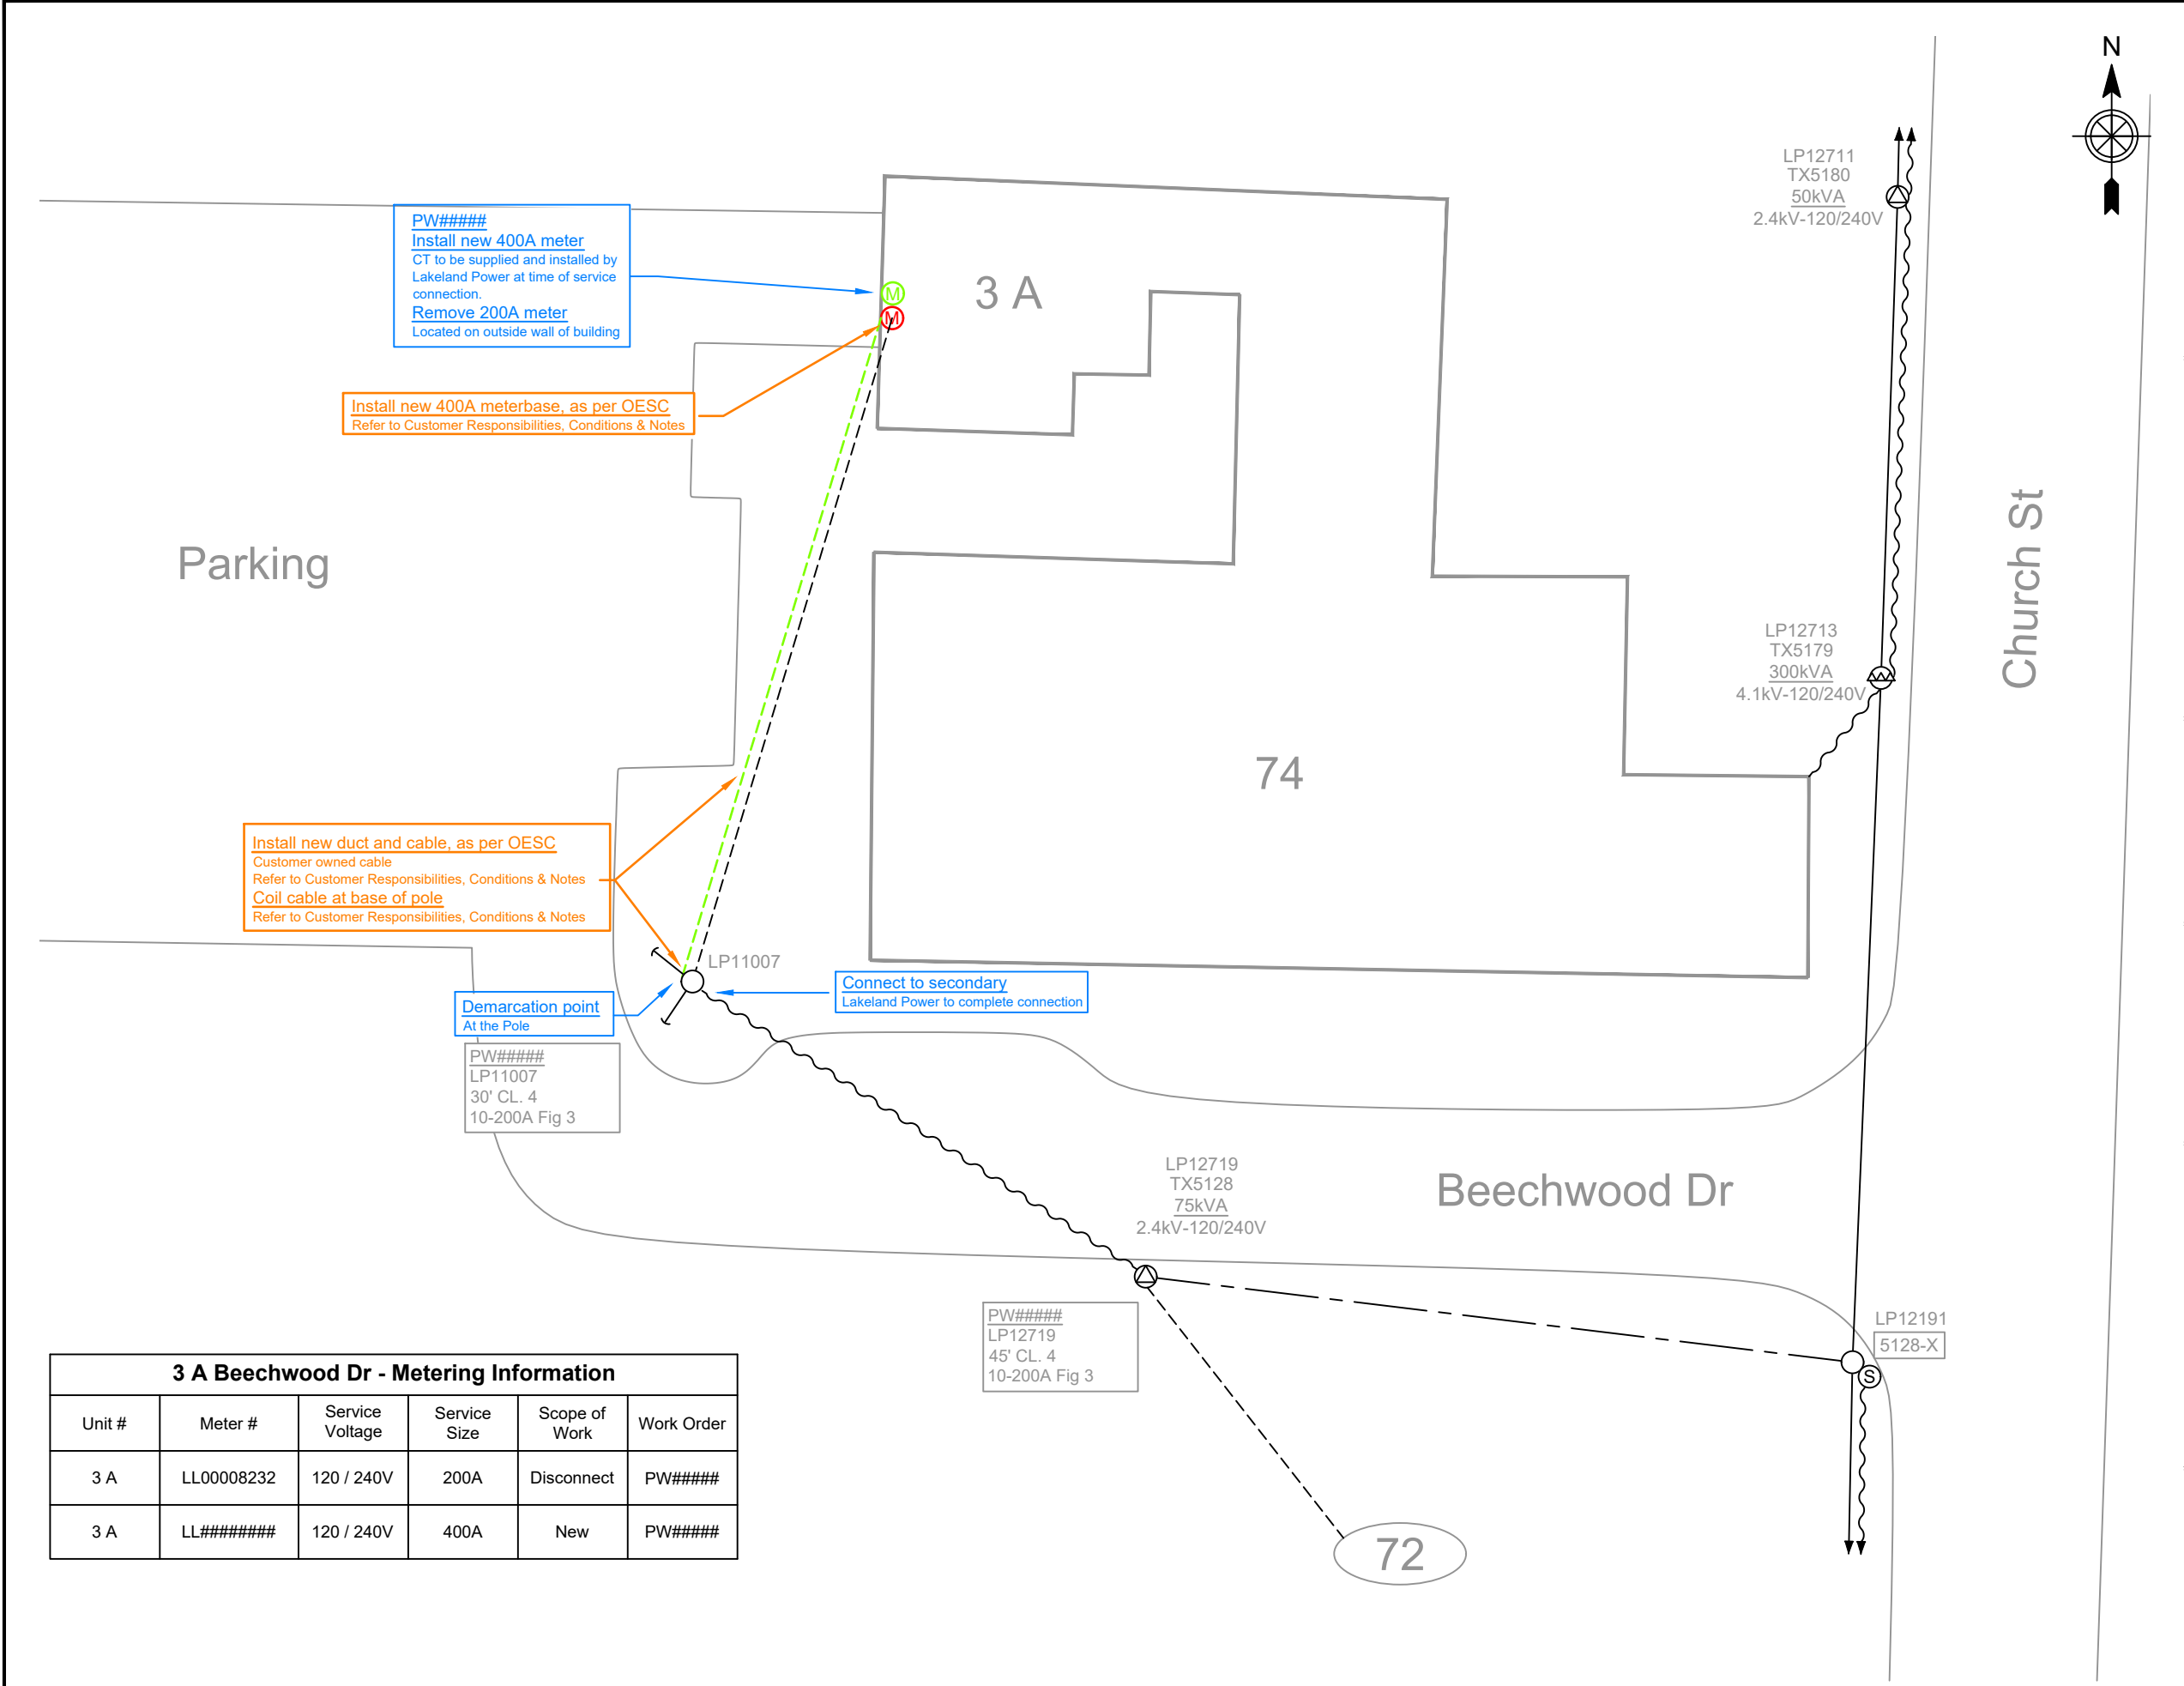 N
LP12711
TX5180
50kVA
2.4kV-120/240V
PW#####
Install new 400A meter
CT to be supplied and installed by
Lakeland Power at time of service
connection.
Remove 200A meter
Located on outside wall of building
M
M
3 A
Install new 400A meterbase, as per OESC
Refer to Customer Responsibilities, Conditions & Notes
Parking
Church St
LP12713
TX5179
300kVA
4.1kV-120/240V
74
Install new duct and cable, as per OESC
Customer owned cable
Refer to Customer Responsibilities, Conditions & Notes
Coil cable at base of pole
Refer to Customer Responsibilities, Conditions & Notes
LP11007
Connect to secondary
Lakeland Power to complete connection
Demarcation point
At the Pole
PW#####
LP11007
30' CL. 4
10-200A Fig 3
LP12719
TX5128
75kVA
2.4kV-120/240V
Beechwood Dr
PW#####
LP12719
45' CL. 4
10-200A Fig 3
LP12191
5128-X
S
72
3 A Beechwood Dr - Metering Information
Unit # Meter # Service Voltage Service Size Scope of Work Work Order
3 A LL00008232 120 / 240V 200A Disconnect PW#####
3 A LL######## 120 / 240V 400A New PW#####